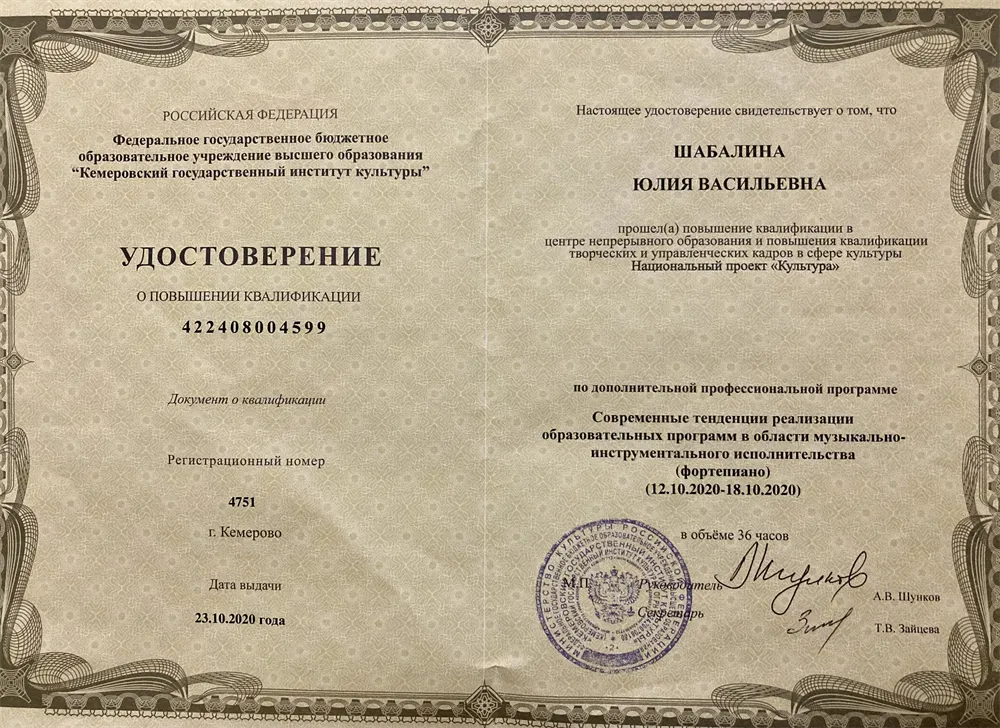 РОССИЙСКАЯ ФЕДЕРАЦИЯ
Федеральное государственное бюджетное
образовательное учреждение высшего образования
“Кемеровский государственный институт культуры”
УДОСТОВЕРЕНИЕ
О ПОВЫШЕНИИ КВАЛИФИКАЦИИ
422408004599
Документ о квалификации
Регистрационный номер
4751
г. Кемерово
Дата выдачи
23.10.2020 года
Настоящее удостоверение свидетельствует о том, что
ШАБАЛИНА
ЮЛИЯ ВАСИЛЬЕВНА
прошел(а) повышение квалификации в
центре непрерывного образования и повышения квалификации
творческих и управленческих кадров в сфере культуры
Национальный проект «Культура»
по дополнительной профессиональной программе
Современные тенденции реализации
образовательных программ в области музыкально-
инструментального исполнительства
(фортепиано)
(12.10.2020-18.10.2020)
в объёме 36 часов
М.П.
Руководитель
А.В. Шунков
Секретарь
Т.В. Зайцева
МИНИСТЕРСТВО КУЛЬТУРЫ РОССИЙСКОЙ ФЕДЕРАЦИИ